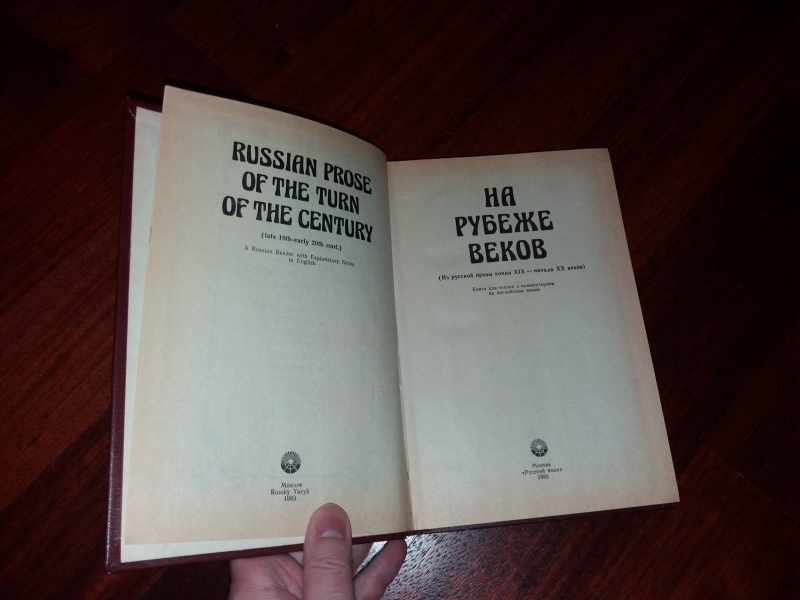 RUSSIAN PROSE
OF THE TURN
OF THE CENTURY
(late 19th-early 20th cent.)
A Russian Reader with Explanatory Notes
in English
Moscow
Russky Yazyk
1983
НА
РУБЕЖЕ
ВЕКОВ
(Из русской прозы конца XIX — начала XX веков)
Книга для чтения с комментарием
на английском языке
Москва
«Русский язык»
1983